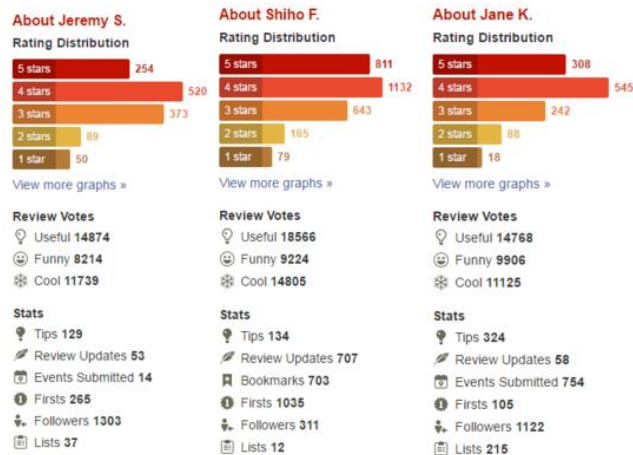 About Jeremy S.
Rating Distribution
5 stars 254
4 stars 520
3 stars 373
2 stars 89
1 star 50
View more graphs »
Review Votes
Useful 14874
Funny 8214
Cool 11739
Stats
Tips 129
Review Updates 53
Events Submitted 14
Firsts 265
Followers 1303
Lists 37
About Shiho F.
Rating Distribution
5 stars 811
4 stars 1132
3 stars 643
2 stars 165
1 star 79
View more graphs »
Review Votes
Useful 18566
Funny 9224
Cool 14805
Stats
Tips 134
Review Updates 707
Bookmarks 703
Firsts 1035
Followers 311
Lists 12
About Jane K.
Rating Distribution
5 stars 308
4 stars 545
3 stars 242
2 stars 88
1 star 18
View more graphs »
Review Votes
Useful 14768
Funny 9906
Cool 11125
Stats
Tips 324
Review Updates 58
Events Submitted 754
Firsts 105
Followers 1122
Lists 215